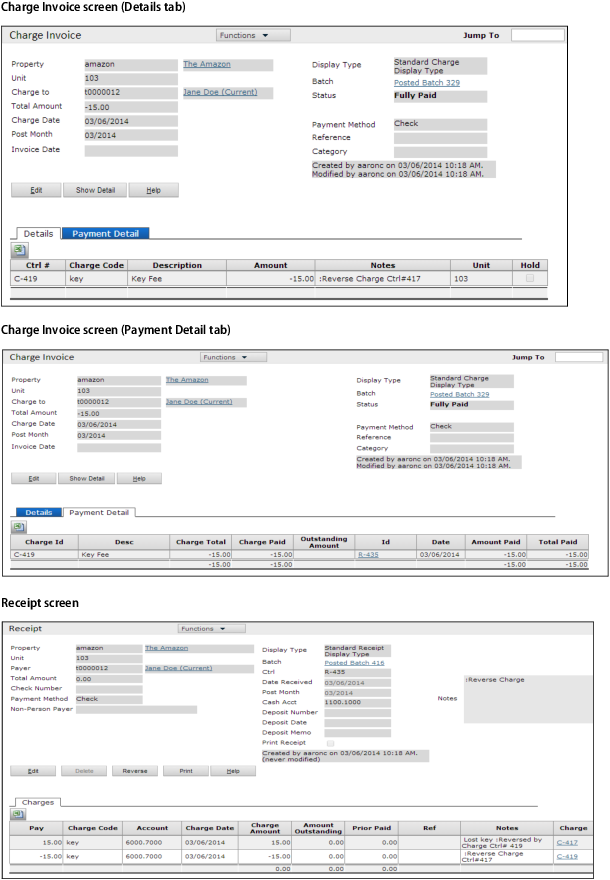 Charge Invoice screen (Details tab)
Charge Invoice Functions Jump To
Property amazon The Amazon
Unit 103
Charge to t0000012 Jane Doe (Current)
Total Amount -15.00
Charge Date 03/06/2014
Post Month 03/2014
Invoice Date
Display Type Standard Charge
Display Type
Batch Posted Batch 329
Status Fully Paid
Payment Method Check
Reference
Category
Created by aaronc on 03/06/2014 10:18 AM.
Modified by aaronc on 03/06/2014 10:18 AM.
Edit Show Detail Help
Details Payment Detail
Ctrl # Charge Code Description Amount Notes Unit Hold
C-419 key Key Fee -15.00 :Reverse Charge Ctrl#417 103
Charge Invoice screen (Payment Detail tab)
Charge Invoice Functions Jump To
Property amazon The Amazon
Unit 103
Charge to t0000012 Jane Doe (Current)
Total Amount -15.00
Charge Date 03/06/2014
Post Month 03/2014
Invoice Date
Display Type Standard Charge
Display Type
Batch Posted Batch 329
Status Fully Paid
Payment Method Check
Reference
Category
Created by aaronc on 03/06/2014 10:18 AM.
Modified by aaronc on 03/06/2014 10:18 AM.
Edit Show Detail Help
Details Payment Detail
Charge Id Desc Charge Total Charge Paid Outstanding Amount Id Date Amount Paid Total Paid
C-419 Key Fee -15.00 -15.00 R-435 03/06/2014 -15.00 -15.00
-15.00 -15.00 -15.00 -15.00
Receipt screen
Receipt Functions
Property amazon The Amazon
Unit 103
Payer t0000012 Jane Doe (Current)
Total Amount 0.00
Check Number
Payment Method Check
Non-Person Payer
Display Type Standard Receipt
Display Type
Batch Posted Batch 416
Ctrl R-435
Date Received 03/06/2014
Post Month 03/2014
Cash Acct 1100.1000
Deposit Number
Deposit Date
Deposit Memo
Print Receipt
Created by aaronc on 03/06/2014 10:18 AM.
(never modified)
Notes :Reverse Charge
Edit Delete Reverse Print Help
Charges
Pay Charge Code Account Charge Date Charge Amount Amount Outstanding Prior Paid Ref Notes Charge
15.00 key 6000.7000 03/06/2014 15.00 0.00 0.00 Lost key :Reversed by Charge Ctrl# 419 C-417
-15.00 key 6000.7000 03/06/2014 -15.00 0.00 0.00 :Reverse Charge Ctrl#417 C-419
0.00 0.00 0.00